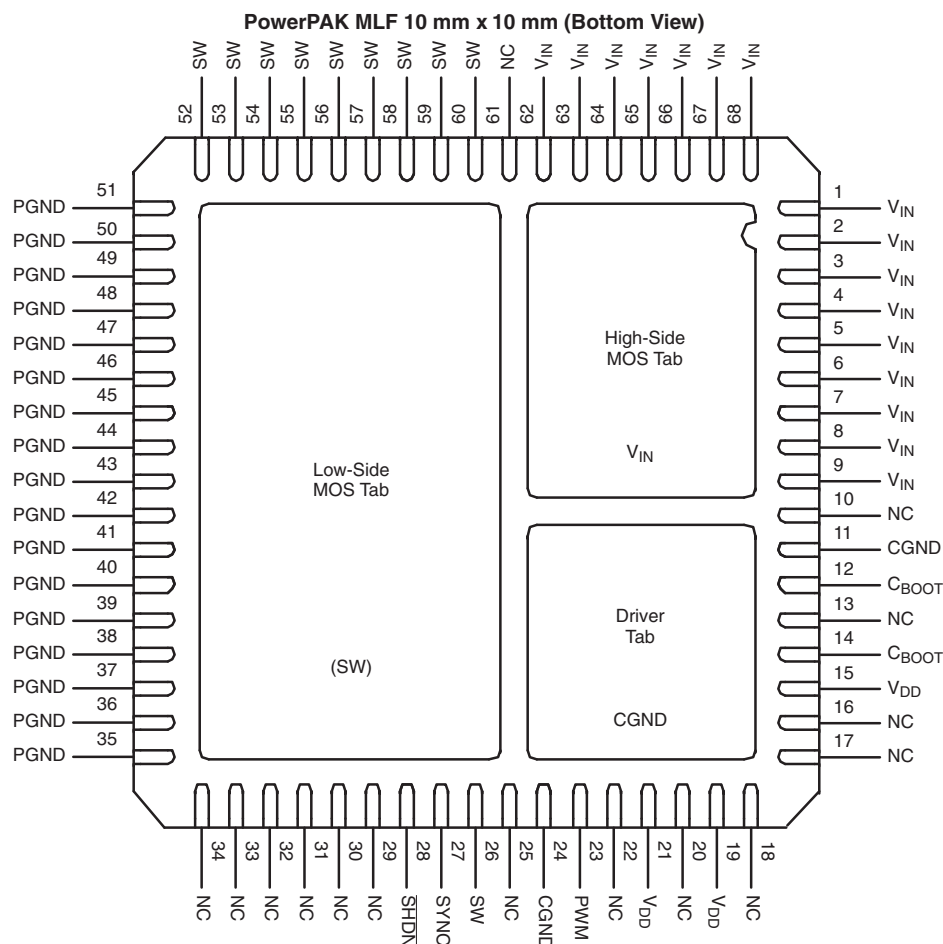 PowerPAK MLF 10 mm x 10 mm (Bottom View)
SW SW SW SW SW SW SW SW SW NC VIN VIN VIN VIN VIN VIN VIN
52 53 54 55 56 57 58 59 60 61 62 63 64 65 66 67 68
PGND 51 1 VIN
PGND 50 2 VIN
PGND 49 3 VIN
PGND 48 4 VIN
PGND 47 5 VIN
PGND 46 6 VIN
PGND 45 7 VIN
PGND 44 8 VIN
PGND 43 9 VIN
PGND 42 10 NC
PGND 41 11 CGND
PGND 40 12 CBOOT
PGND 39 13 NC
PGND 38 14 CBOOT
PGND 37 15 VDD
PGND 36 16 NC
PGND 35 17 NC
High-Side
MOS Tab
VIN
Low-Side
MOS Tab
(SW)
Driver
Tab
CGND
34 33 32 31 30 29 28 27 26 25 24 23 22 21 20 19 18
NC NC NC NC NC NC SHDN SYNC SW NC CGND PWM NC VDD NC VDD NC